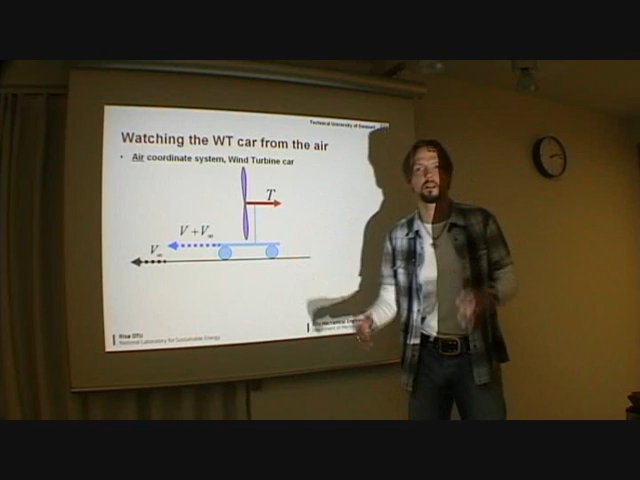 Technical University of Denmark
Watching the WT car from the air
• Air coordinate system, Wind Turbine car
T
V + V∞
V∞
Risø DTU
National Laboratory for Sustainable Energy